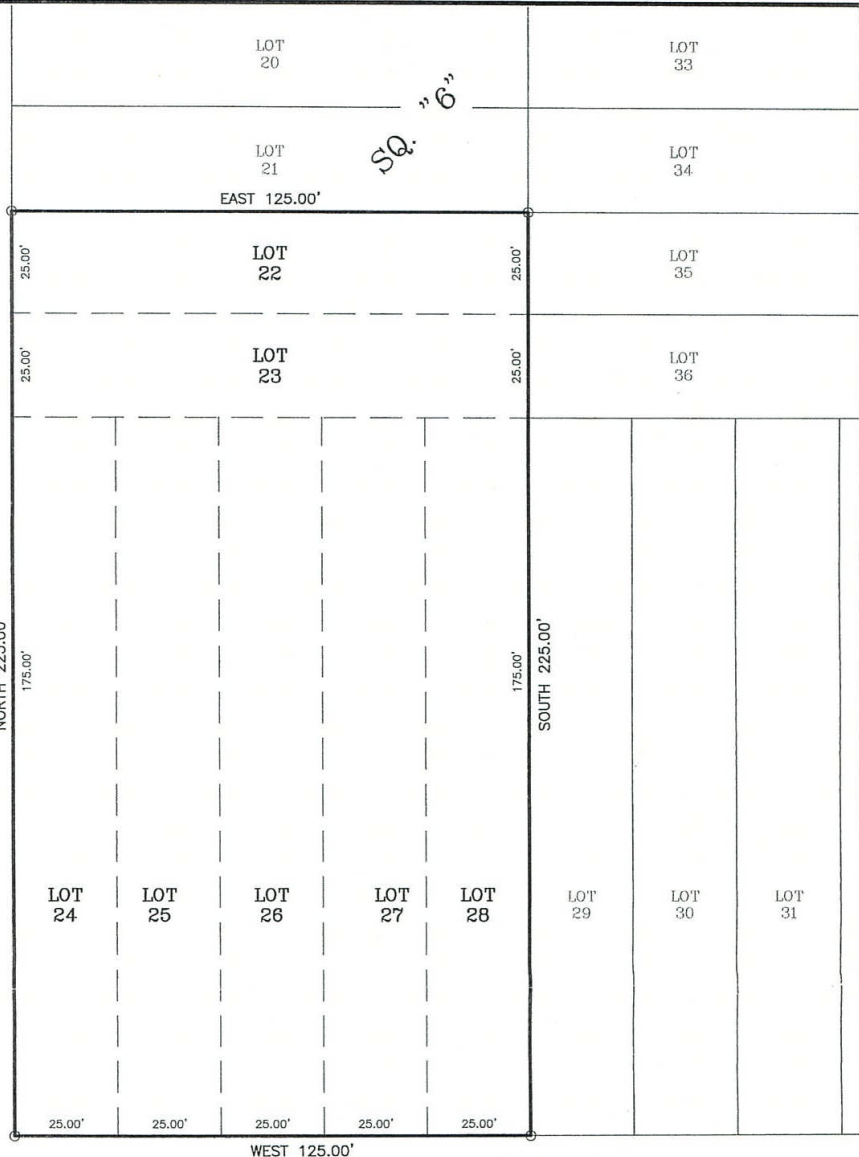 LOT
20
LOT
33
SQ. "6"
LOT
21
LOT
34
EAST 125.00'
25.00'
LOT
22
25.00'
LOT
35
25.00'
LOT
23
25.00'
LOT
36
175.00'
175.00'
SOUTH 225.00'
LOT
24
LOT
25
LOT
26
LOT
27
LOT
28
LOT
29
LOT
30
LOT
31
25.00'
25.00'
25.00'
25.00'
25.00'
WEST 125.00'